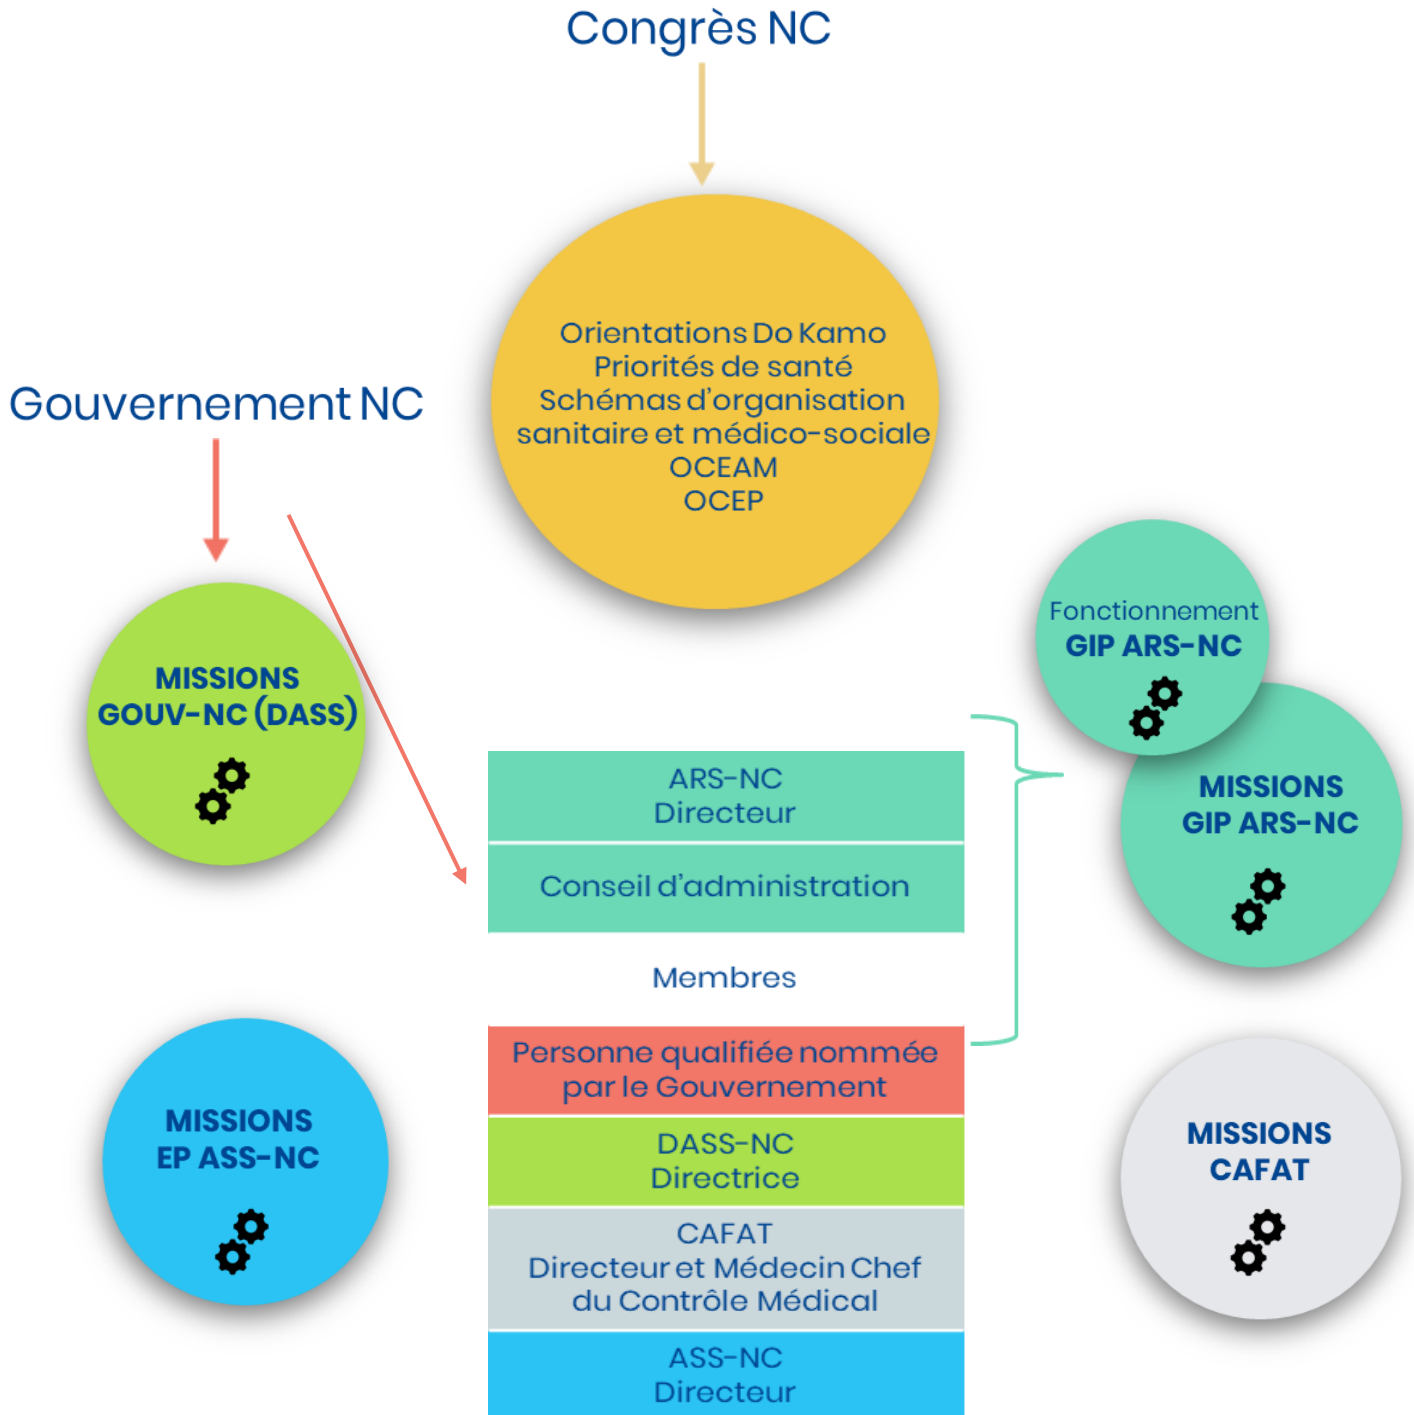 Congrès NC
Orientations Do Kamo
Priorités de santé
Schémas d'organisation
sanitaire et médico-sociale
OCEAM
OCEP
Gouvernement NC
MISSIONS
GOUV-NC (DASS)
Fonctionnement
GIP ARS-NC
MISSIONS
GIP ARS-NC
ARS-NC
Directeur
Conseil d'administration
Membres
Personne qualifiée nommée
par le Gouvernement
DASS-NC
Directrice
CAFAT
Directeur et Médecin Chef
du Contrôle Médical
ASS-NC
Directeur
MISSIONS
EP ASS-NC
MISSIONS
CAFAT